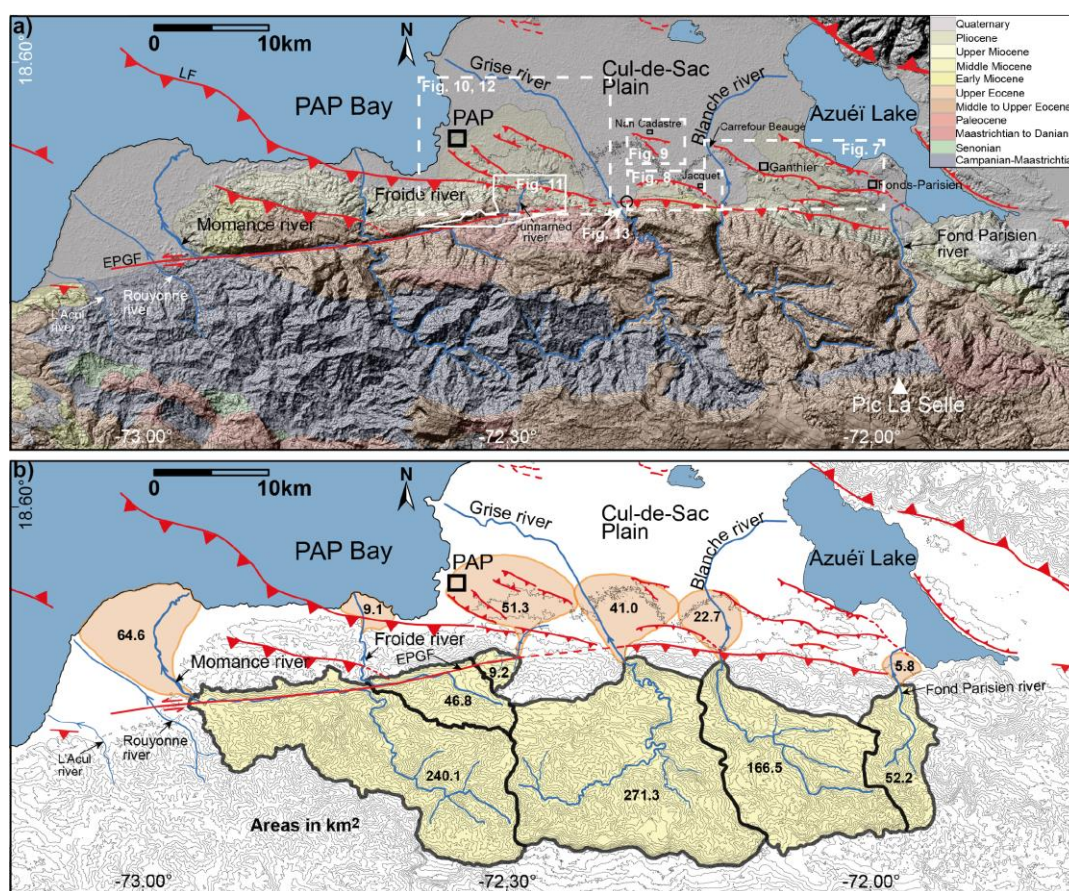 a)
0
10km
N
18.60°
LF
PAP Bay
Grise river
Cul-de-Sac
Plain
Blanche river
Azuéï Lake
Fig. 10, 12
PAP
Nan Cadastre
Carrefour Beauge
Fig. 7
Fig. 9
Ganthier
Fig. 8
Jacquet
Fonds-Parisien
Fig. 11
Froide river
Momance river
unnamed
river
Fig. 13
Fond Parisien
river
EPGF
Rouyonne
river
L'Acul
river
Pic La Selle
-73.00°
-72.30°
-72.00°
Quaternary
Pliocene
Upper Miocene
Middle Miocene
Early Miocene
Upper Eocene
Middle to Upper Eocene
Paleocene
Maastrichtian to Danian
Senonian
Campanian-Maastrichtia
b)
0
10km
N
18.60°
PAP Bay
Grise river
Cul-de-Sac
Plain
Blanche river
Azuéï Lake
PAP
9.1
51.3
41.0
22.7
64.6
Froide river
EPGF
Momance river
9.2
5.8
46.8
Fond Parisien river
Rouyonne
river
L'Acul
river
240.1
271.3
166.5
52.2
Areas in km²
-73.00°
-72.30°
-72.00°